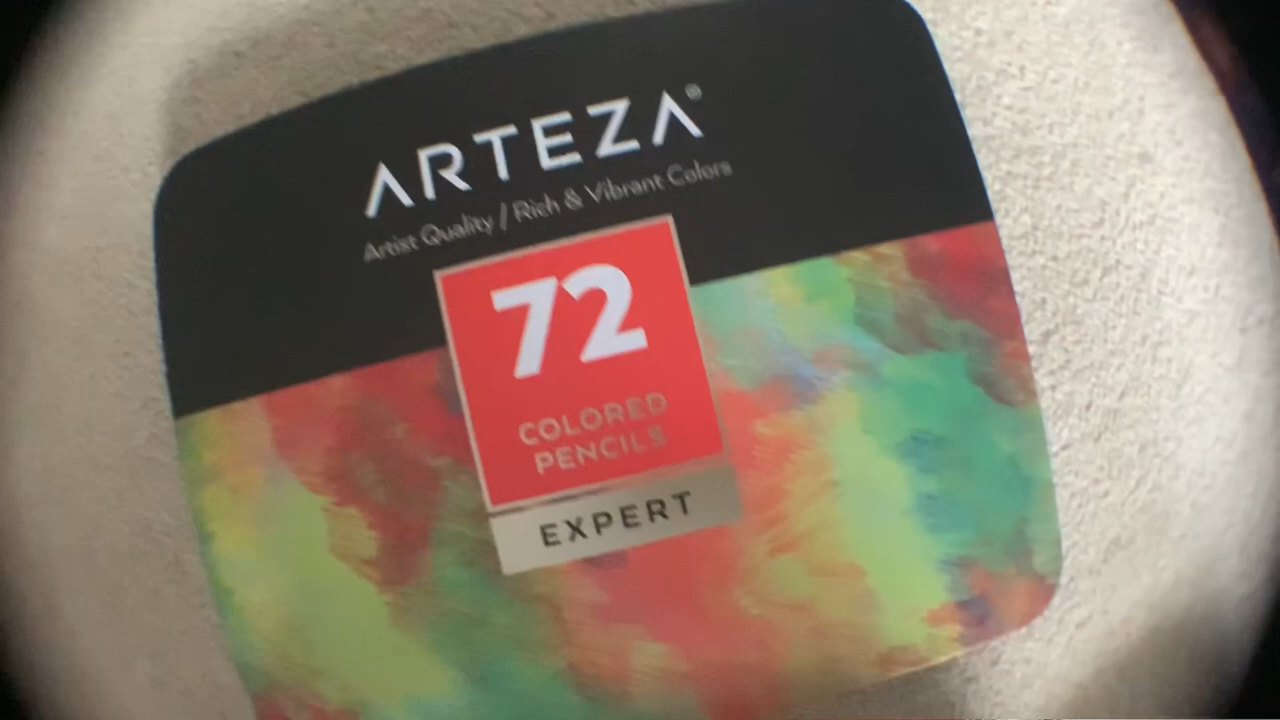 ARTEZA®
Artist Quality / Rich & Vibrant Colors
72
COLORED
PENCILS
EXPERT